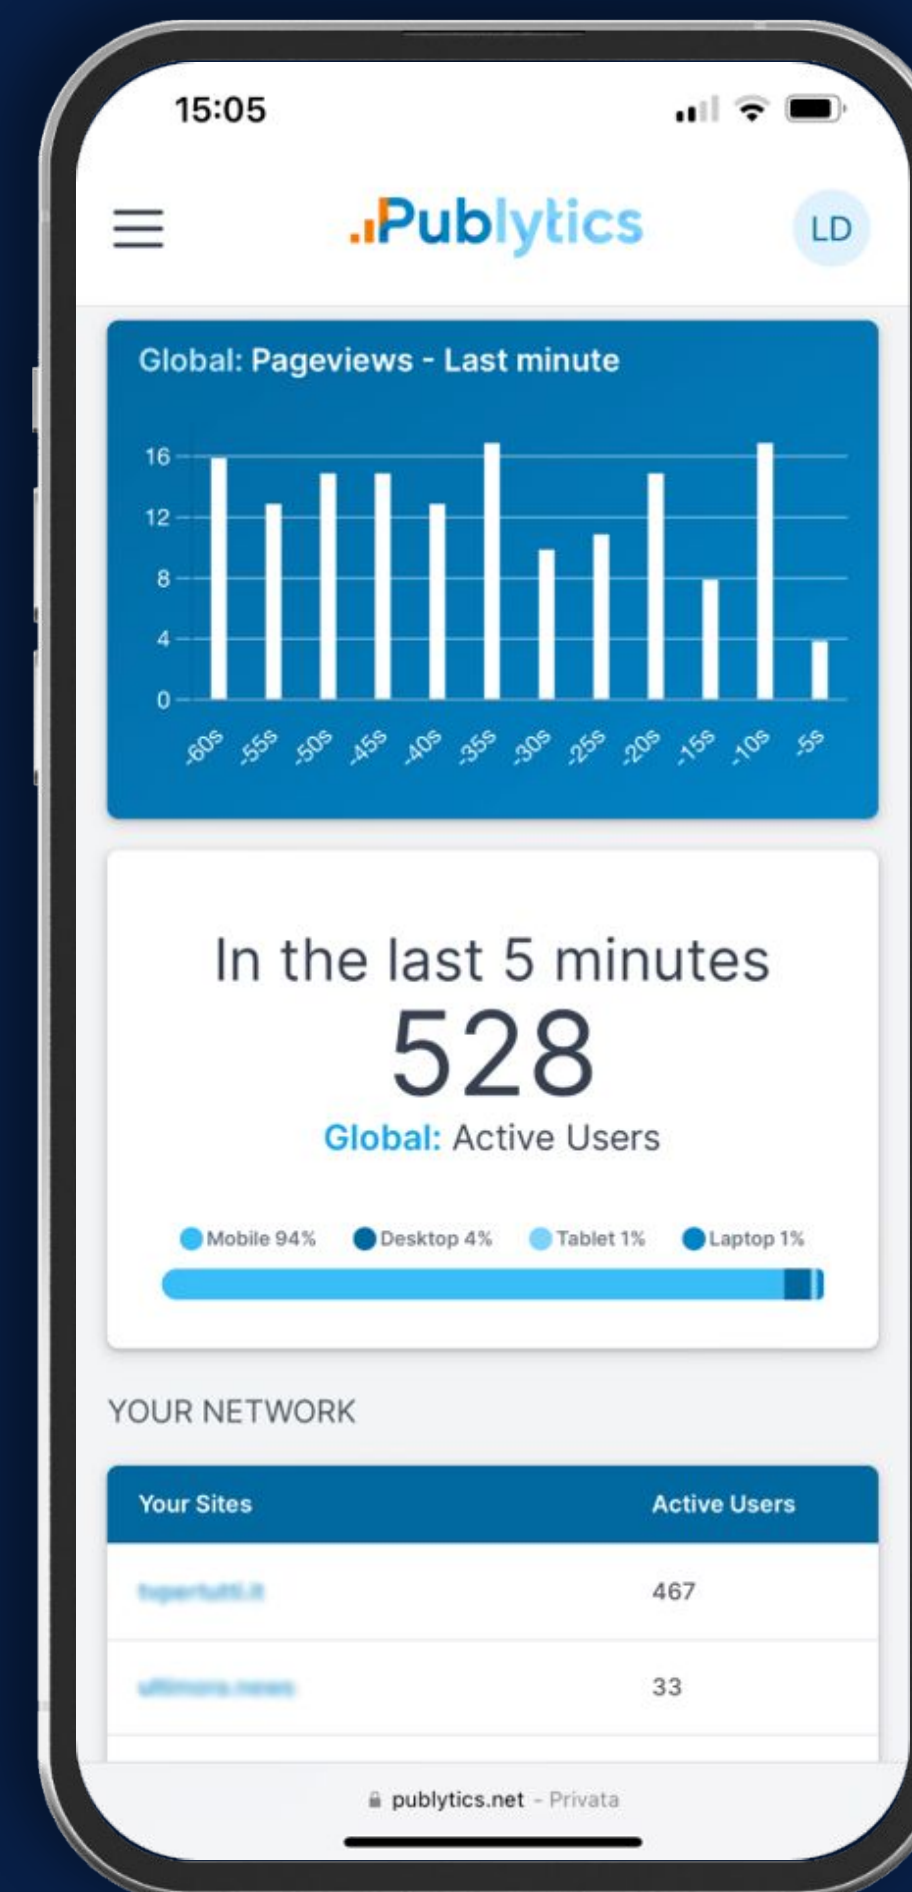 15:05
Publytics
LD
Global: Pageviews - Last minute
16
12
8
4
0
-60s -55s -50s -45s -40s -35s -30s -25s -20s -15s -10s -5s
In the last 5 minutes
528
Global: Active Users
Mobile 94% Desktop 4% Tablet 1% Laptop 1%
YOUR NETWORK
Your Sites Active Users
467
33
publytics.net - Privata